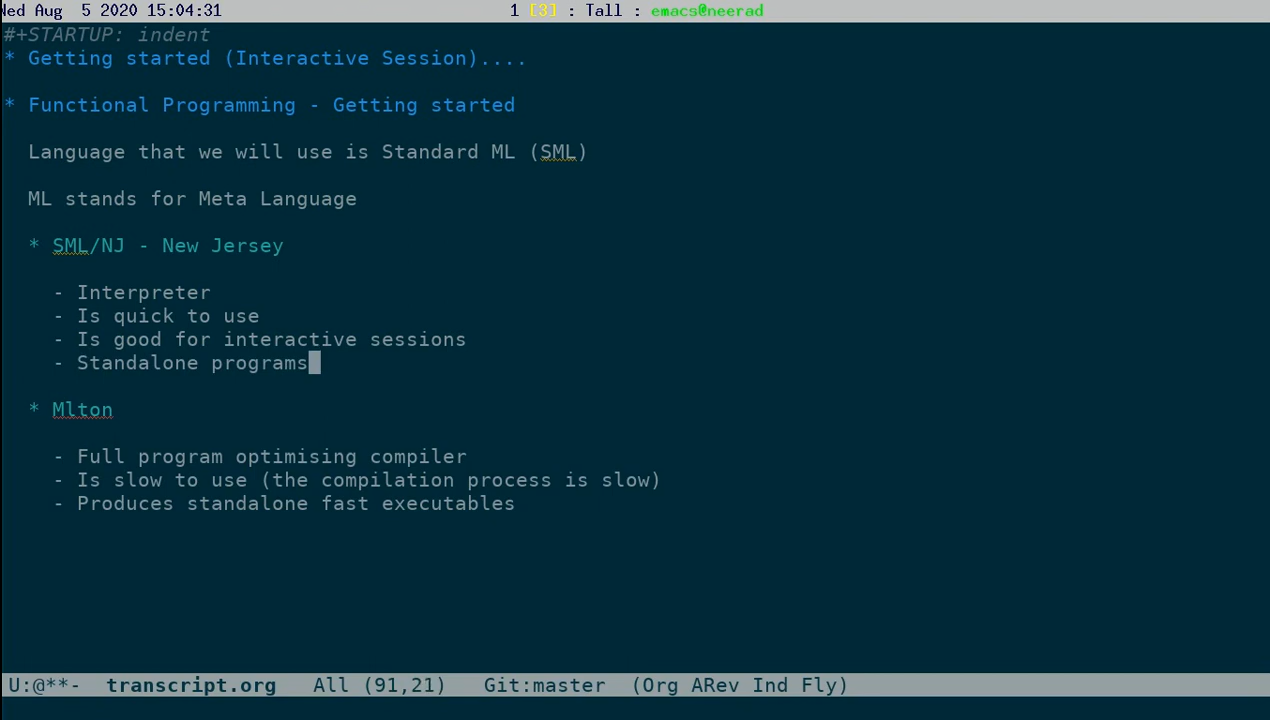 Wed Aug  5 2020 15:04:31 1 [3] : Tall : emacs@neerad
#+STARTUP: indent
* Getting started (Interactive Session)....
* Functional Programming - Getting started
Language that we will use is Standard ML (SML)
ML stands for Meta Language
* SML/NJ - New Jersey
- Interpreter
- Is quick to use
- Is good for interactive sessions
- Standalone programs
* Mlton
- Full program optimising compiler
- Is slow to use (the compilation process is slow)
- Produces standalone fast executables
U:@**-  transcript.org   All (91,21)   Git:master  (Org ARev Ind Fly)